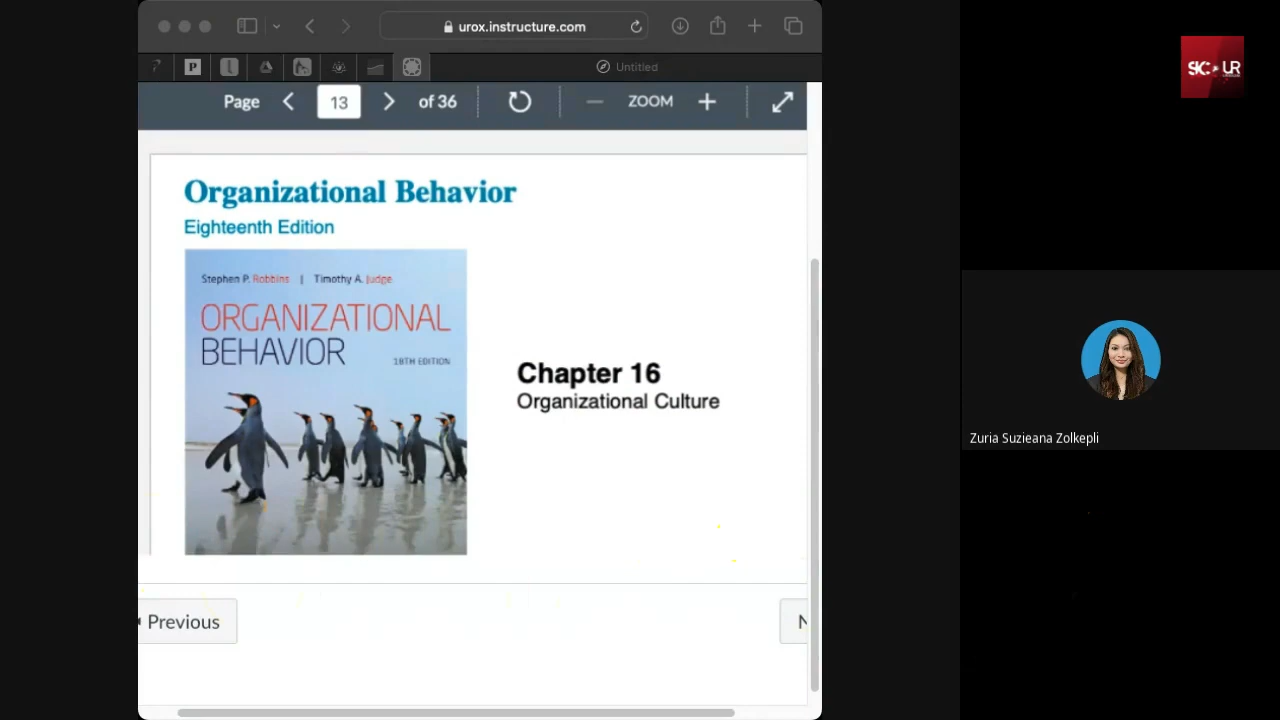 urox.instructure.com
P
Untitled
Page 13 of 36
ZOOM
Organizational Behavior
Eighteenth Edition
Stephen P. Robbins | Timothy A. Judge
ORGANIZATIONAL
BEHAVIOR
18TH EDITION
Chapter 16
Organizational Culture
Previous
N
UR
Zuria Suzieana Zolkepli